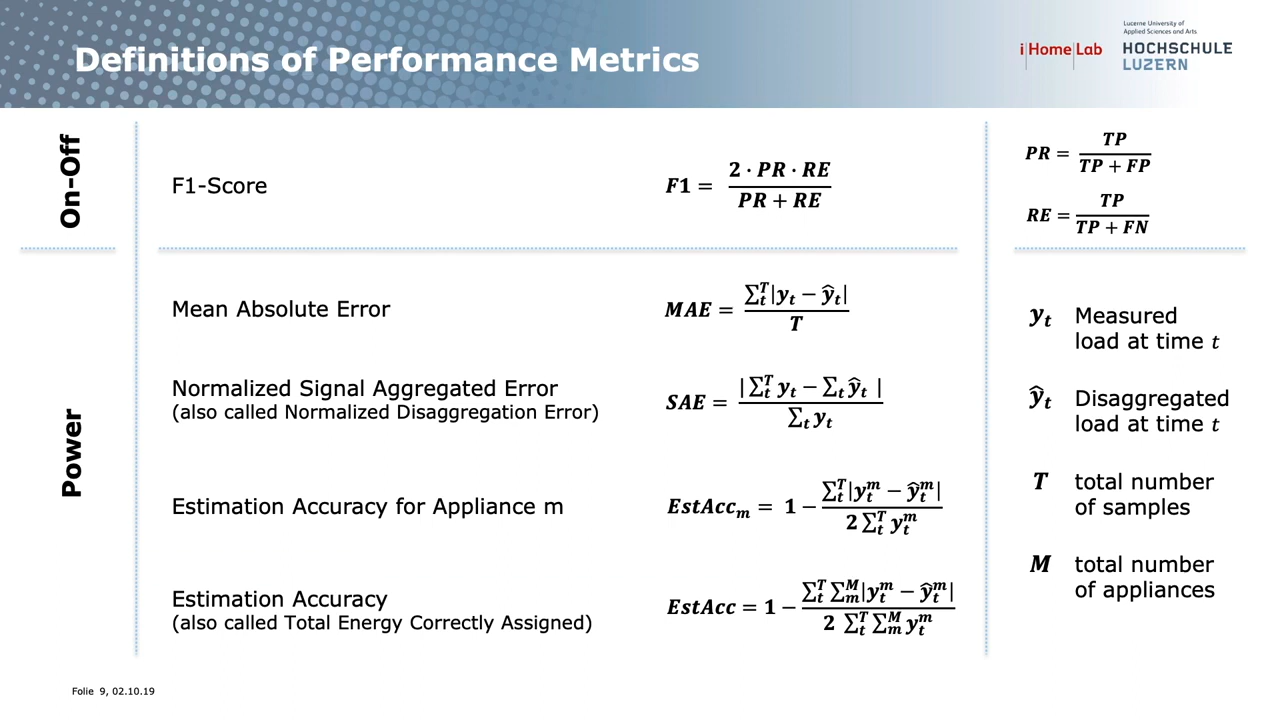 Definitions of Performance Metrics
i|Home|Lab
Lucerne University of
Applied Sciences and Arts
HOCHSCHULE
LUZERN
On-Off
F1-Score
F1 = 2 · PR · RE / PR + RE
PR = TP / TP + FP
RE = TP / TP + FN
Power
Mean Absolute Error
MAE = ∑_t^T |y_t − ŷ_t| / T
Normalized Signal Aggregated Error
(also called Normalized Disaggregation Error)
SAE = | ∑_t^T y_t − ∑_t ŷ_t | / ∑_t y_t
Estimation Accuracy for Appliance m
EstAcc_m = 1 − ∑_t^T |y_t^m − ŷ_t^m| / 2 ∑_t^T y_t^m
Estimation Accuracy
(also called Total Energy Correctly Assigned)
EstAcc = 1 − ∑_t^T ∑_m^M |y_t^m − ŷ_t^m| / 2 ∑_t^T ∑_m^M y_t^m
y_t Measured
load at time t
ŷ_t Disaggregated
load at time t
T total number
of samples
M total number
of appliances
Folie 9, 02.10.19